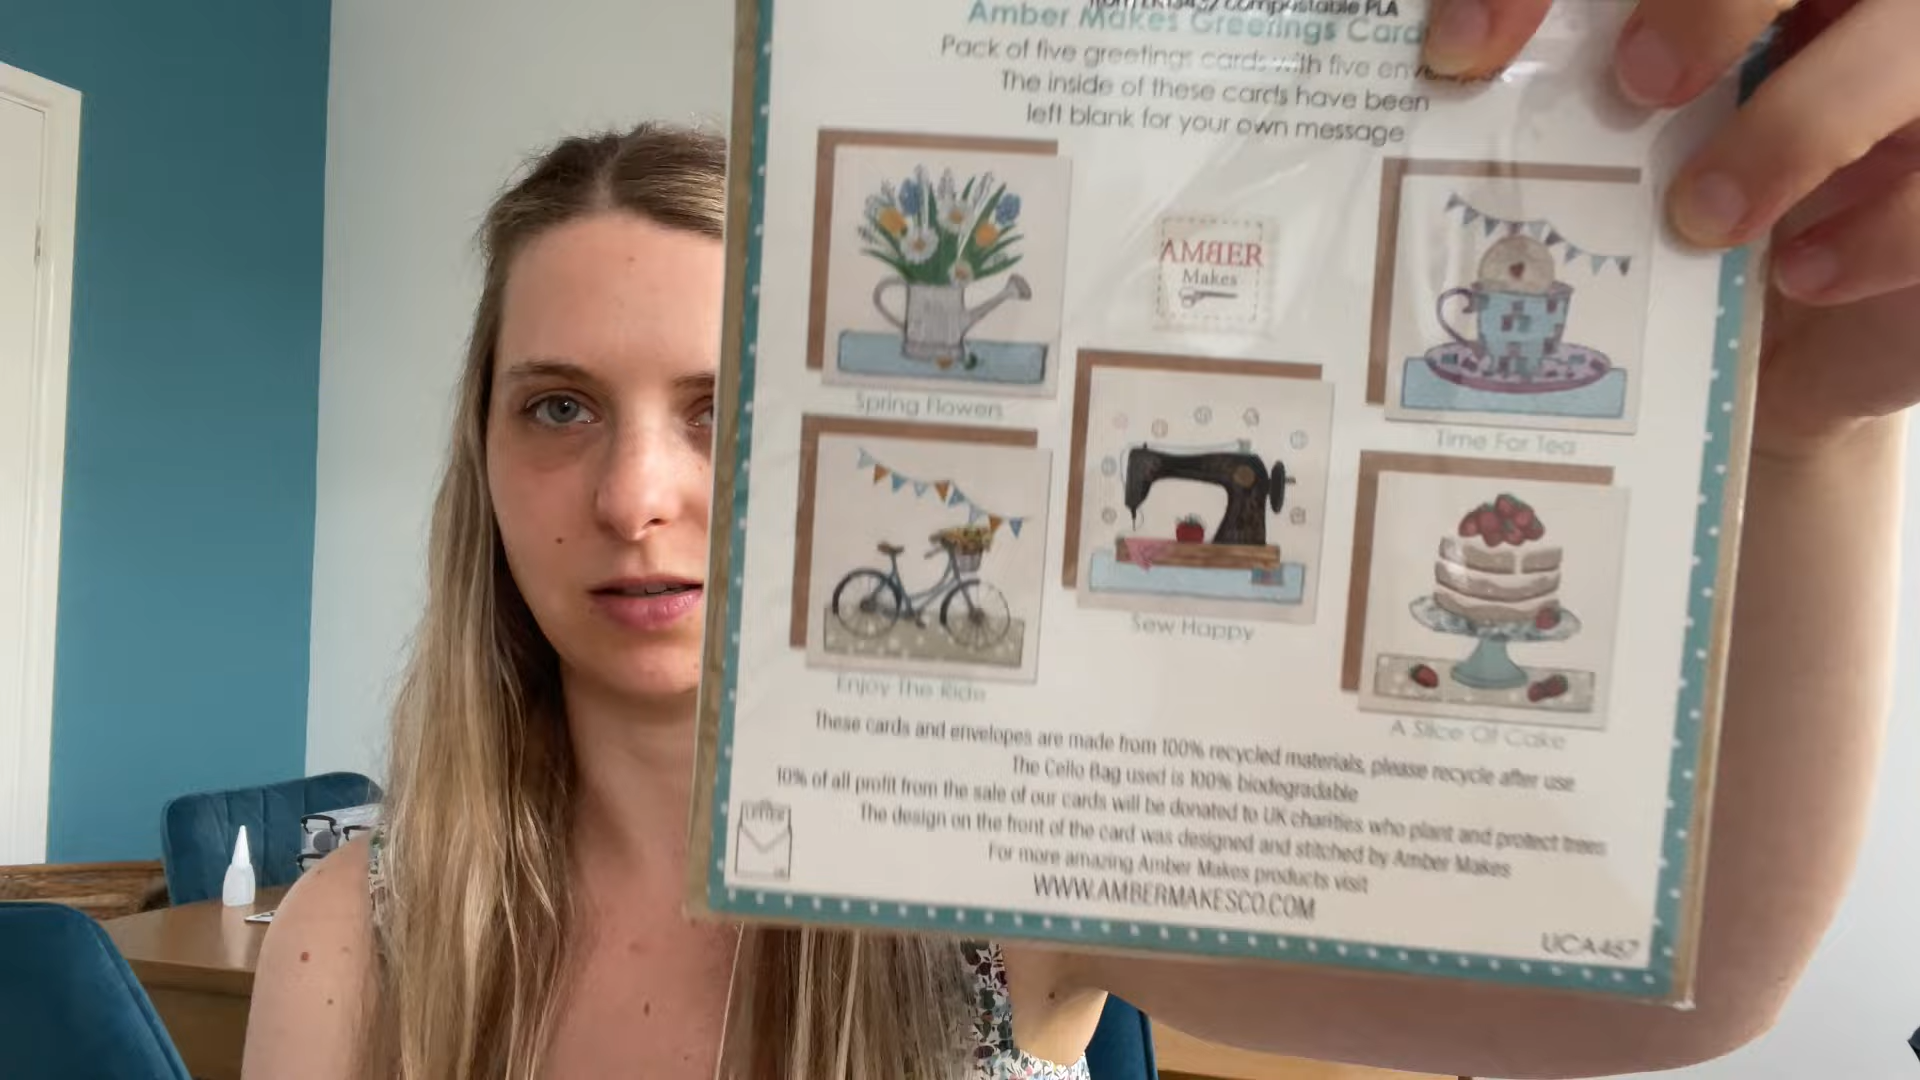 compostable PLA
Amber Makes Greetings Card
Pack of five greetings cards with five
The inside of these cards have been
left blank for your own message
AMBER
Makes
Spring Flowers
Time For Tea
Sew Happy
Enjoy The Ride
A Slice Of Cake
These cards and envelopes are made from 100% recycled materials, please recycle after use
The Cello Bag used is 100% biodegradable
10% of all profit from the sale of our cards will be donated to UK charities who plant and protect trees
The design on the front of the card was designed and stitched by Amber Makes
For more amazing Amber Makes products visit
WWW.AMBERMAKESCO.COM
LETTER
UCA457